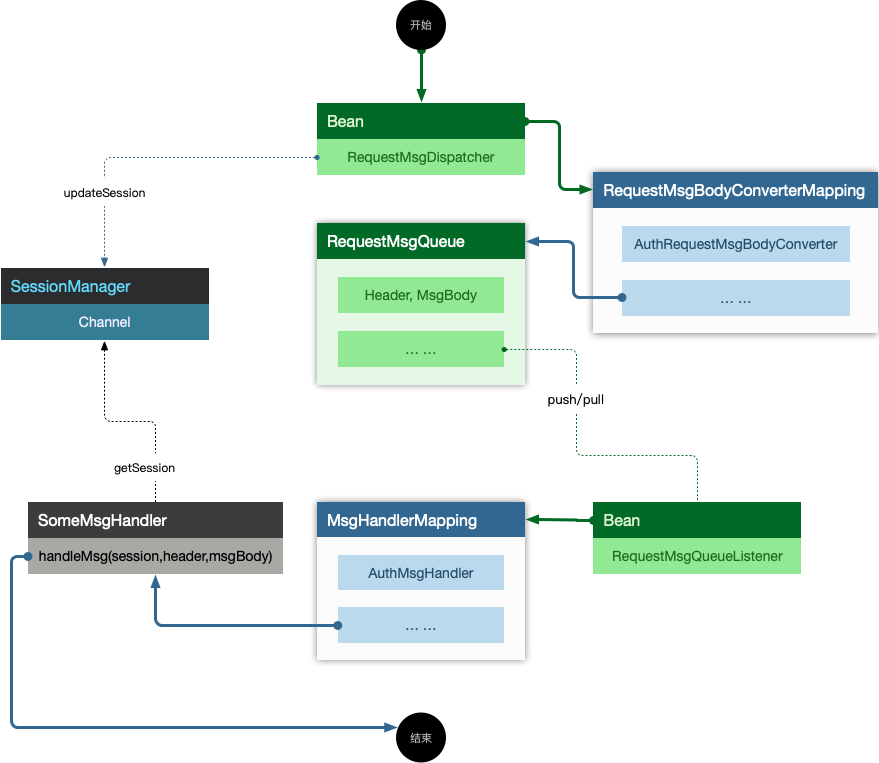 开始
Bean
RequestMsgDispatcher
updateSession
RequestMsgBodyConverterMapping
AuthRequestMsgBodyConverter
... ...
RequestMsgQueue
Header, MsgBody
... ...
SessionManager
Channel
push/pull
getSession
SomeMsgHandler
handleMsg(session,header,msgBody)
MsgHandlerMapping
AuthMsgHandler
... ...
Bean
RequestMsgQueueListener
结束